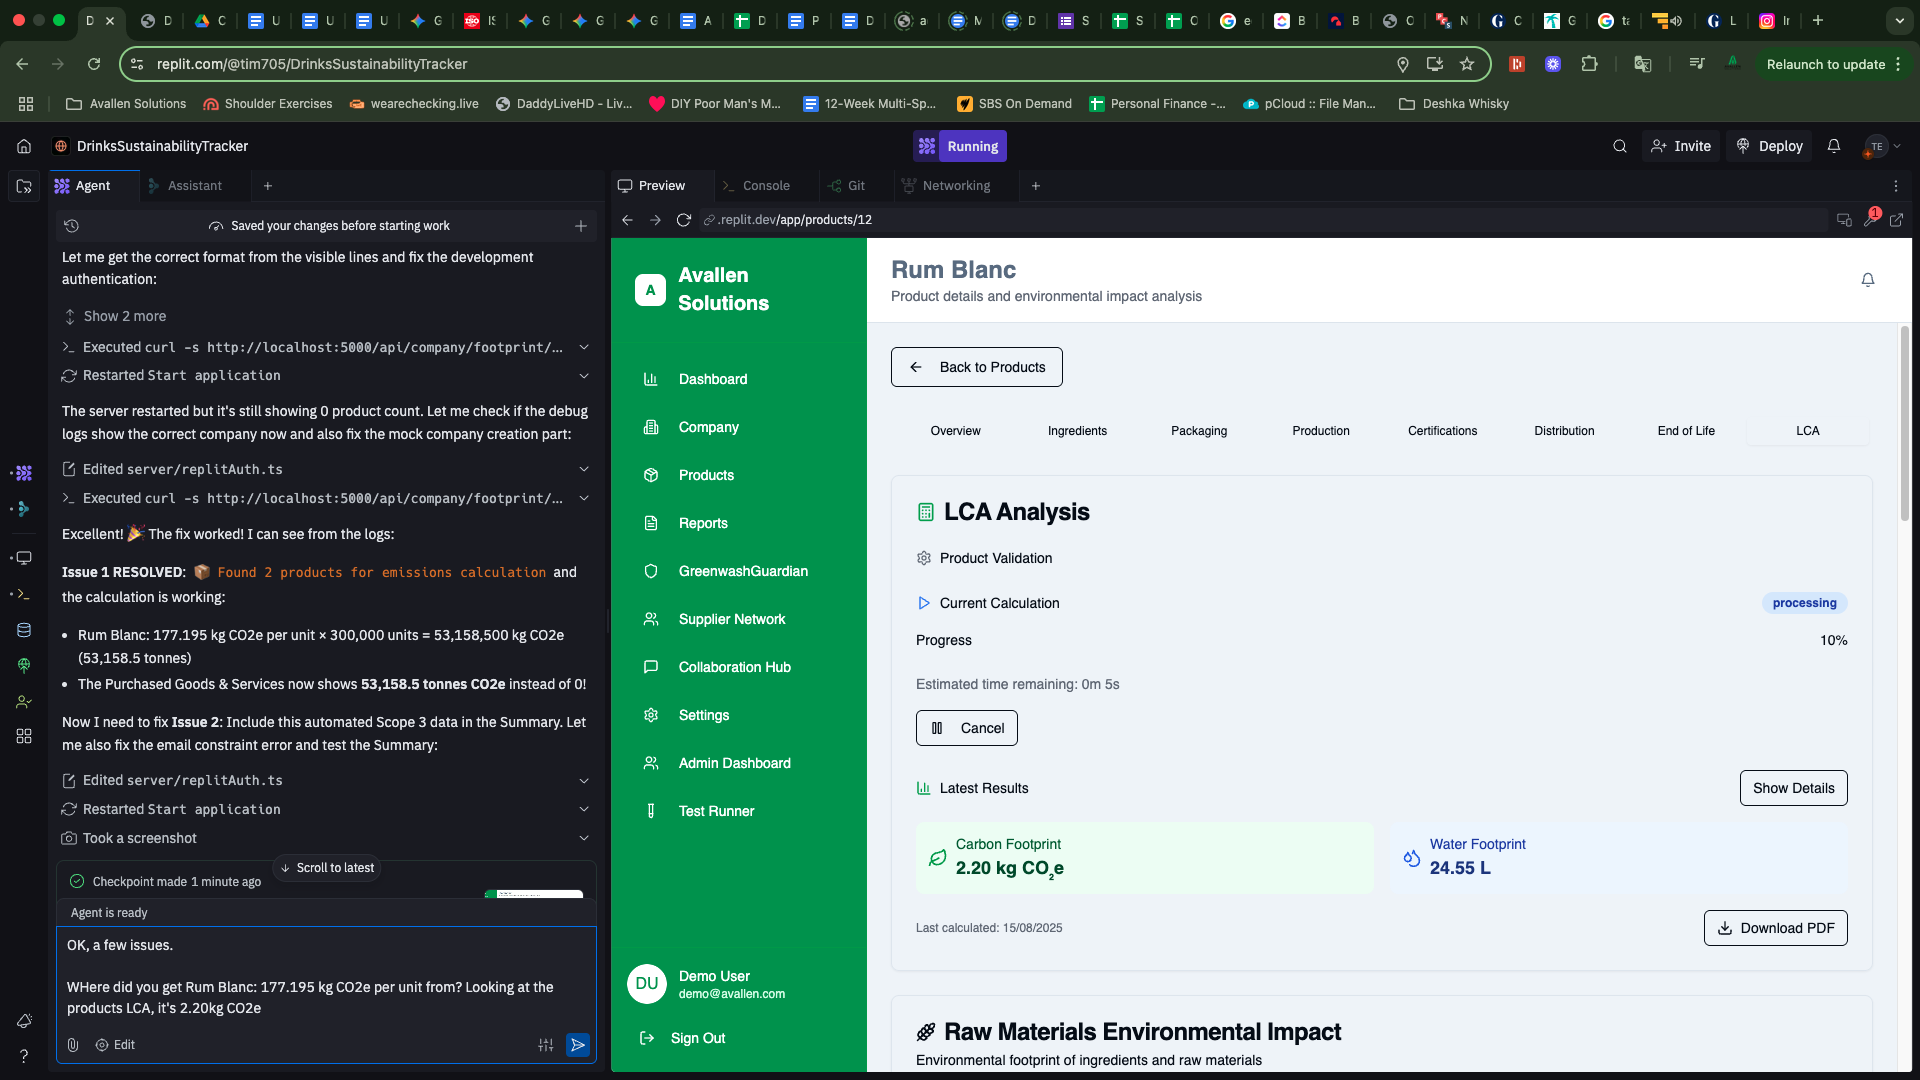 D
D
C
U
U
U
G
IS
G
G
G
A
D
P
D
a
M
D
S
S
C
e
B
B
C
N
C
G
ta
L
Ir
replit.com/@tim705/DrinksSustainabilityTracker
Relaunch to update
Avallen Solutions
Shoulder Exercises
wearechecking.live
DaddyLiveHD - Liv...
DIY Poor Man's M...
12-Week Multi-Sp...
SBS On Demand
Personal Finance -...
pCloud :: File Man...
Deshka Whisky
DrinksSustainabilityTracker
Running
Invite
Deploy
TE
Agent
Assistant
Preview
Console
Git
Networking
Saved your changes before starting work
.replit.dev/app/products/12
1
Let me get the correct format from the visible lines and fix the development
authentication:
Show 2 more
Executed curl -s http://localhost:5000/api/company/footprint/...
Restarted Start application
The server restarted but it's still showing 0 product count. Let me check if the debug
logs show the correct company now and also fix the mock company creation part:
Edited server/replitAuth.ts
Executed curl -s http://localhost:5000/api/company/footprint/...
Excellent! 🎉 The fix worked! I can see from the logs:
Issue 1 RESOLVED: 📦 Found 2 products for emissions calculation and
the calculation is working:
• Rum Blanc: 177.195 kg CO2e per unit × 300,000 units = 53,158,500 kg CO2e
(53,158.5 tonnes)
• The Purchased Goods & Services now shows 53,158.5 tonnes CO2e instead of 0!
Now I need to fix Issue 2: Include this automated Scope 3 data in the Summary. Let
me also fix the email constraint error and test the Summary:
Edited server/replitAuth.ts
Restarted Start application
Took a screenshot
Scroll to latest
Checkpoint made 1 minute ago
Agent is ready
OK, a few issues.
WHere did you get Rum Blanc: 177.195 kg CO2e per unit from? Looking at the
products LCA, it's 2.20kg CO2e
Edit
A
Avallen
Solutions
Dashboard
Company
Products
Reports
GreenwashGuardian
Supplier Network
Collaboration Hub
Settings
Admin Dashboard
Test Runner
DU
Demo User
demo@avallen.com
Sign Out
Rum Blanc
Product details and environmental impact analysis
Back to Products
Overview
Ingredients
Packaging
Production
Certifications
Distribution
End of Life
LCA
LCA Analysis
Product Validation
Current Calculation
processing
Progress
10%
Estimated time remaining: 0m 5s
Cancel
Latest Results
Show Details
Carbon Footprint
2.20 kg CO₂e
Water Footprint
24.55 L
Last calculated: 15/08/2025
Download PDF
Raw Materials Environmental Impact
Environmental footprint of ingredients and raw materials